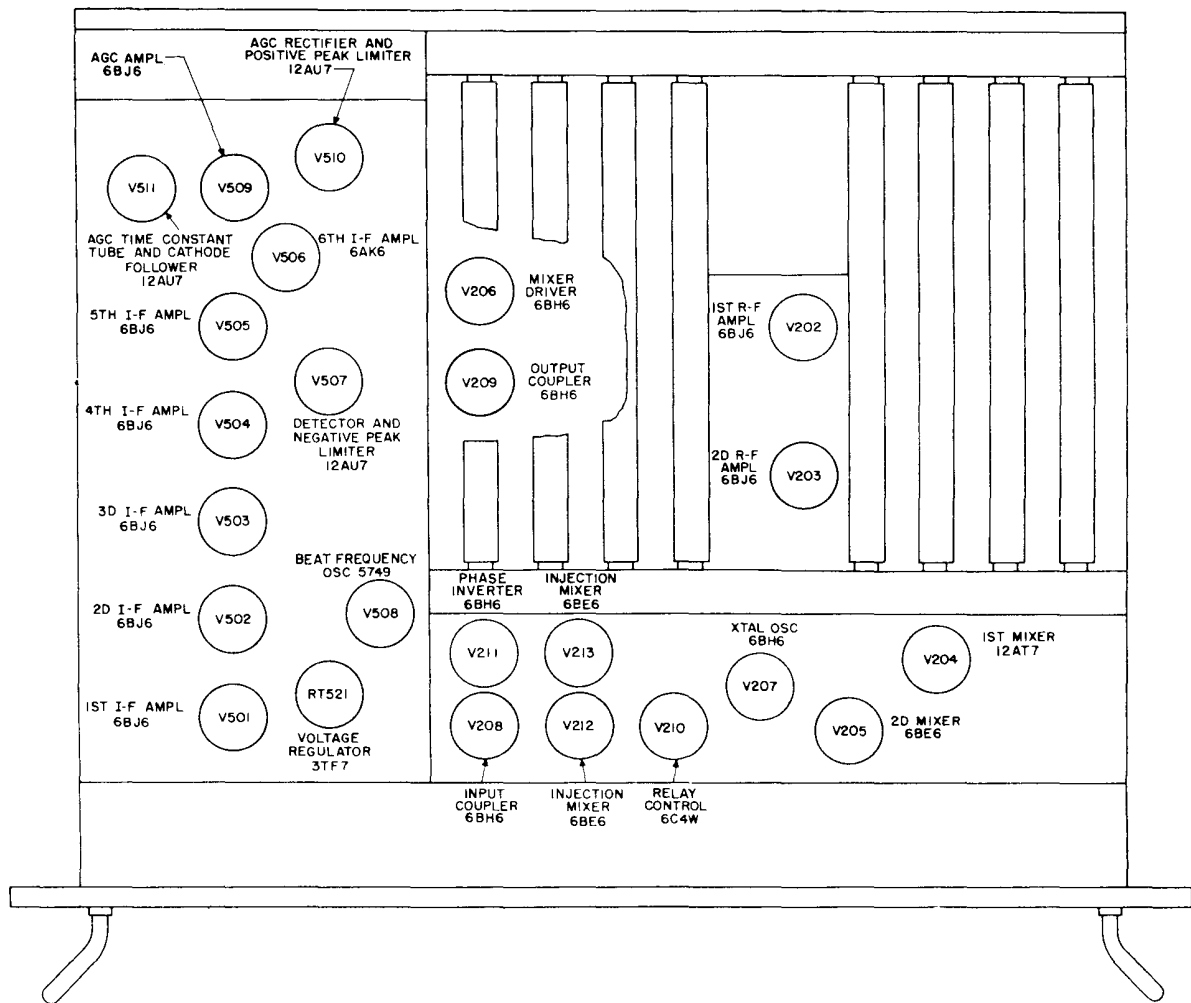 AGC AMPL
6BJ6
AGC RECTIFIER AND
POSITIVE PEAK LIMITER
12AU7
V510
V511
V509
AGC TIME CONSTANT
TUBE AND CATHODE
FOLLOWER
12AU7
V506
6TH I-F AMPL
6AK6
5TH I-F AMPL
6BJ6
V505
V507
DETECTOR AND
NEGATIVE PEAK
LIMITER
12AU7
4TH I-F AMPL
6BJ6
V504
3D I-F AMPL
6BJ6
V503
BEAT FREQUENCY
OSC 5749
V508
2D I-F AMPL
6BJ6
V502
1ST I-F AMPL
6BJ6
V501
RT521
VOLTAGE
REGULATOR
3TF7
V206
MIXER
DRIVER
6BH6
V209
OUTPUT
COUPLER
6BH6
1ST R-F
AMPL
6BJ6
V202
2D R-F
AMPL
6BJ6
V203
PHASE
INVERTER
6BH6
INJECTION
MIXER
6BE6
V211
V213
XTAL OSC
6BH6
V207
V204
1ST MIXER
12AT7
V208
V212
V210
V205
2D MIXER
6BE6
INPUT
COUPLER
6BH6
INJECTION
MIXER
6BE6
RELAY
CONTROL
6C4W